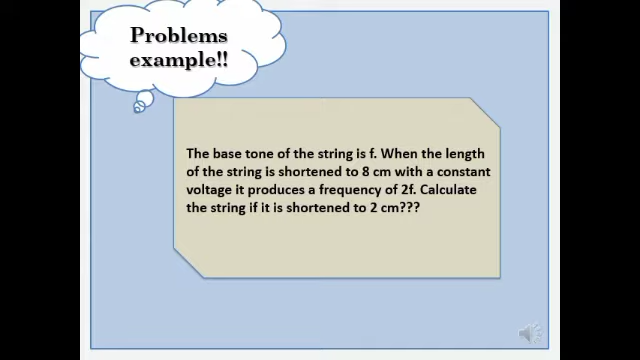 Problems
example!!
The base tone of the string is f. When the length
of the string is shortened to 8 cm with a constant
voltage it produces a frequency of 2f. Calculate
the string if it is shortened to 2 cm???